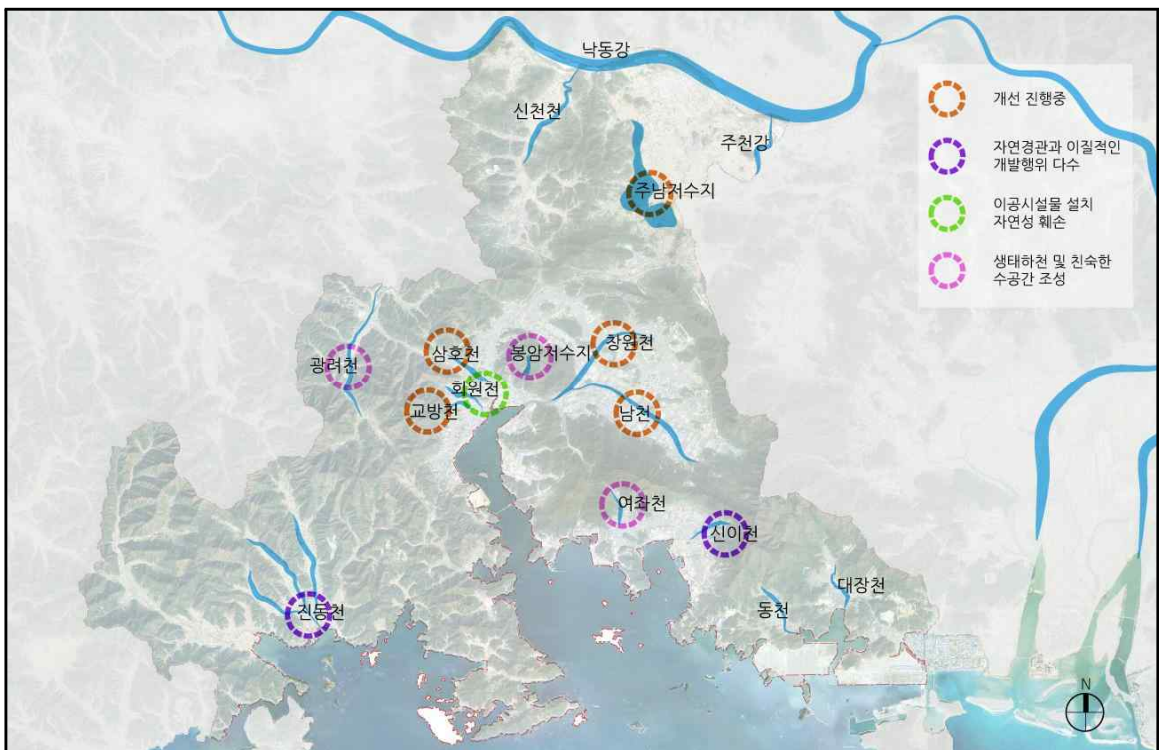 낙동강
신천천
주천강
주남저수지
개선 진행중
자연경관과 이질적인
개발행위 다수
이공시설물 설치
자연성 훼손
생태하천 및 친숙한
수공간 조성
광려천
삼호천
봉암저수지
창원천
회원전
교방천
남천
여좌천
신이천
대장천
동천
진동천
N